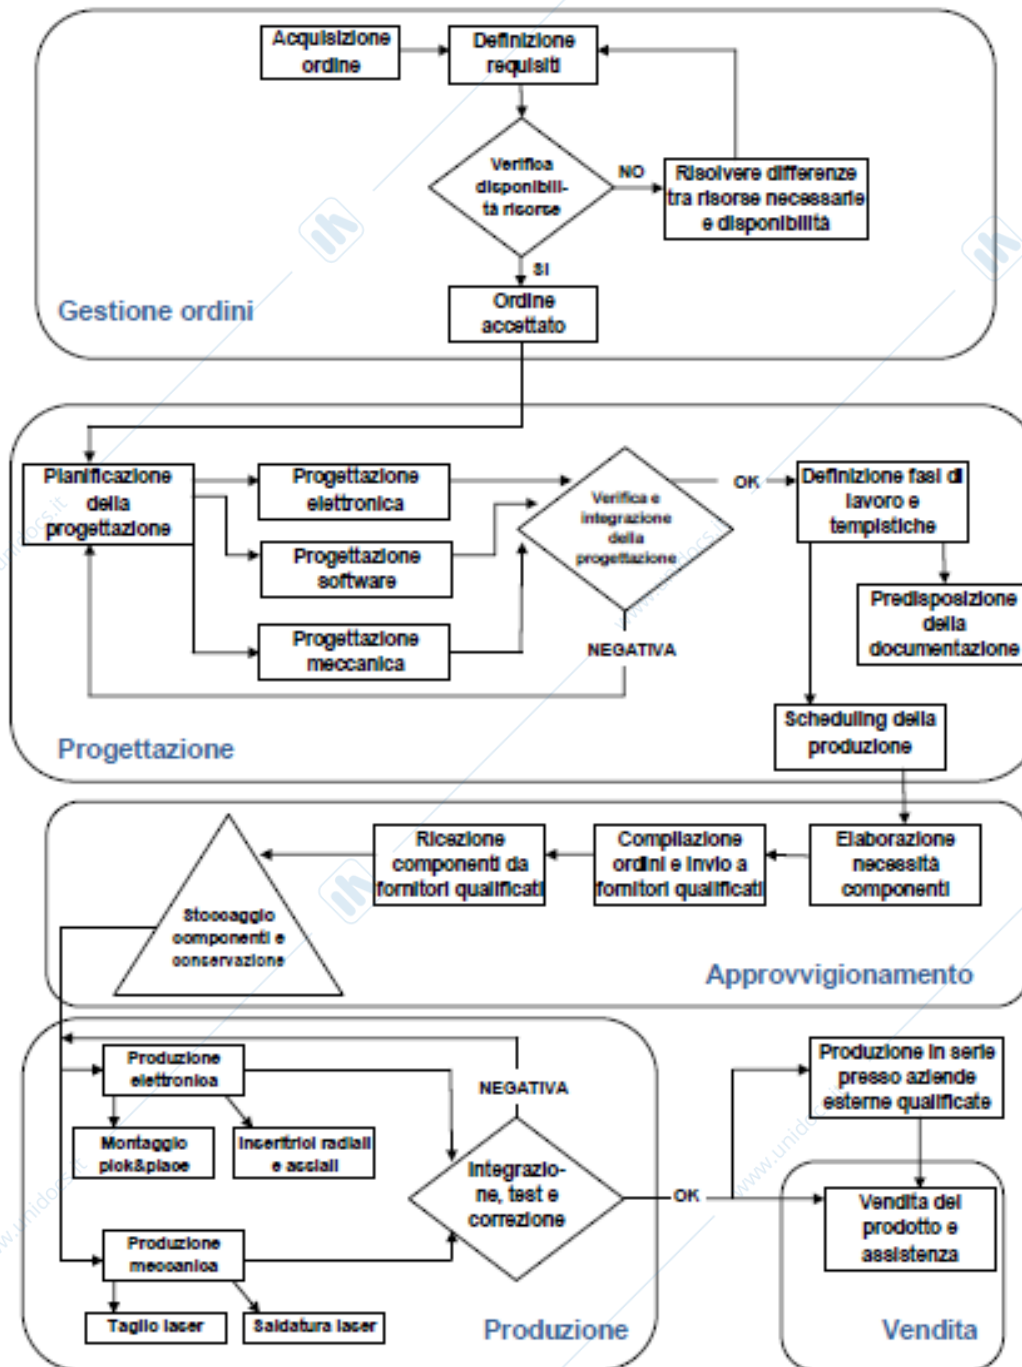 Acquisizione
ordine
Definizione
requisiti
Verifica
disponibili-
tà risorse
NO
Risolvere differenze
tra risorse necessarie
e disponibilità
SI
Ordine
accettato
Gestione ordini
Pianificazione
della
progettazione
Progettazione
elettronica
Progettazione
software
Progettazione
meccanica
Verifica e
integrazione
della
progettazione
OK
NEGATIVA
Definizione fasi di
lavoro e
tempistiche
Predisposizione
della
documentazione
Scheduling della
produzione
Progettazione
Elaborazione
necessità
componenti
Compilazione
ordini e invio a
fornitori qualificati
Ricezione
componenti da
fornitori qualificati
Stoccaggio
componenti e
conservazione
Approvvigionamento
Produzione
elettronica
Montaggio
pick&place
Inseritrici radiali
e assiali
NEGATIVA
Integrazio-
ne, test e
correzione
OK
Produzione
meccanica
Taglio laser
Saldatura laser
Produzione
Produzione in serie
presso aziende
esterne qualificate
Vendita del
prodotto e
assistenza
Vendita
www.unidocs.it